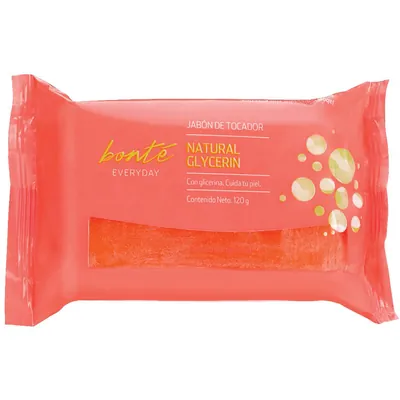 bonté
EVERYDAY
JABÓN DE TOCADOR
NATURAL
GLYCERIN
Con glicerina. Cuida tu piel.
Contenido Neto: 120 g